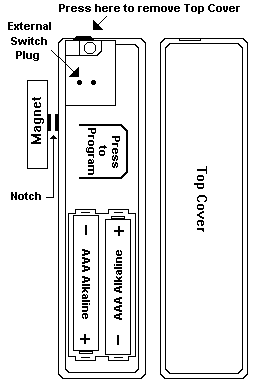 Press here to remove Top Cover
External
Switch
Plug
Magnet
Notch
Press
to
Program
Top Cover
− AAA Alkaline +
+ AAA Alkaline −